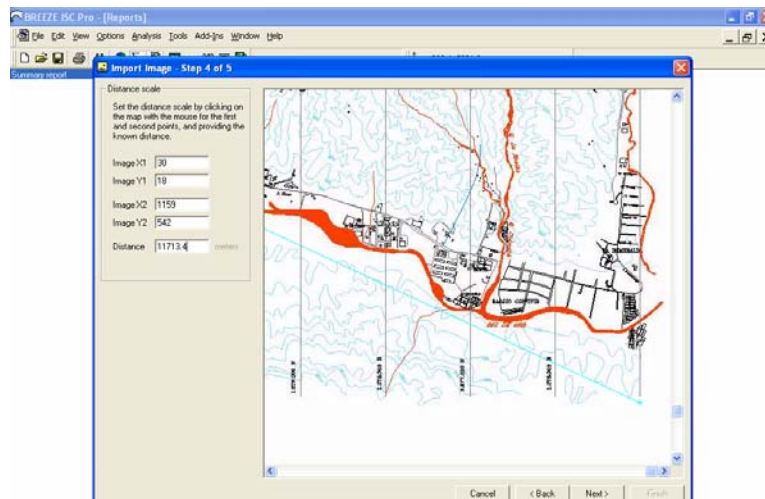 BREEZE ISC Pro - [Reports]
File Edit View Options Analysis Tools Add-Ins Window Help
Summary report
Import Image - Step 4 of 5
Distance scale
Set the distance scale by clicking on
the map with the mouse for the first
and second points, and providing the
known distance.
Image X1 30
Image Y1 18
Image X2 1159
Image Y2 542
Distance 11713.4 meters
Cancel < Back Next > Finish